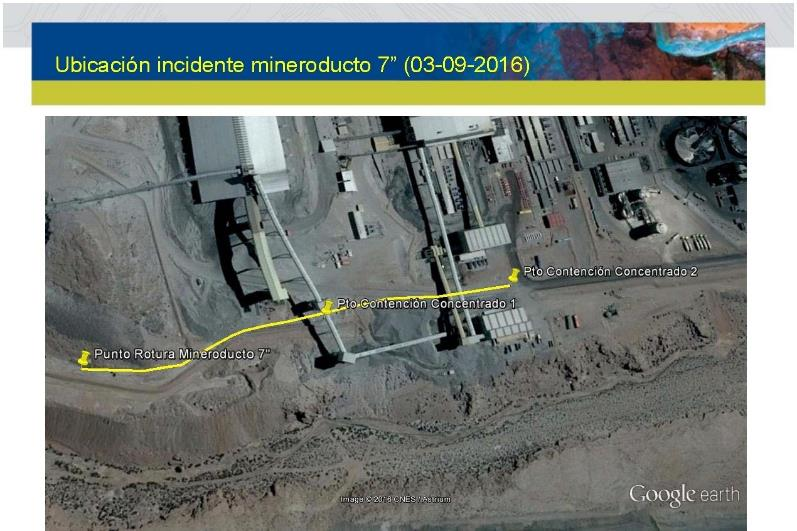 Ubicación incidente mineroducto 7” (03-09-2016)
Pto Contención Concentrado 2
Pto Contención Concentrado 1
Punto Rotura Mineroducto 7"
Image © 2016 CNES / Astrium
Google earth